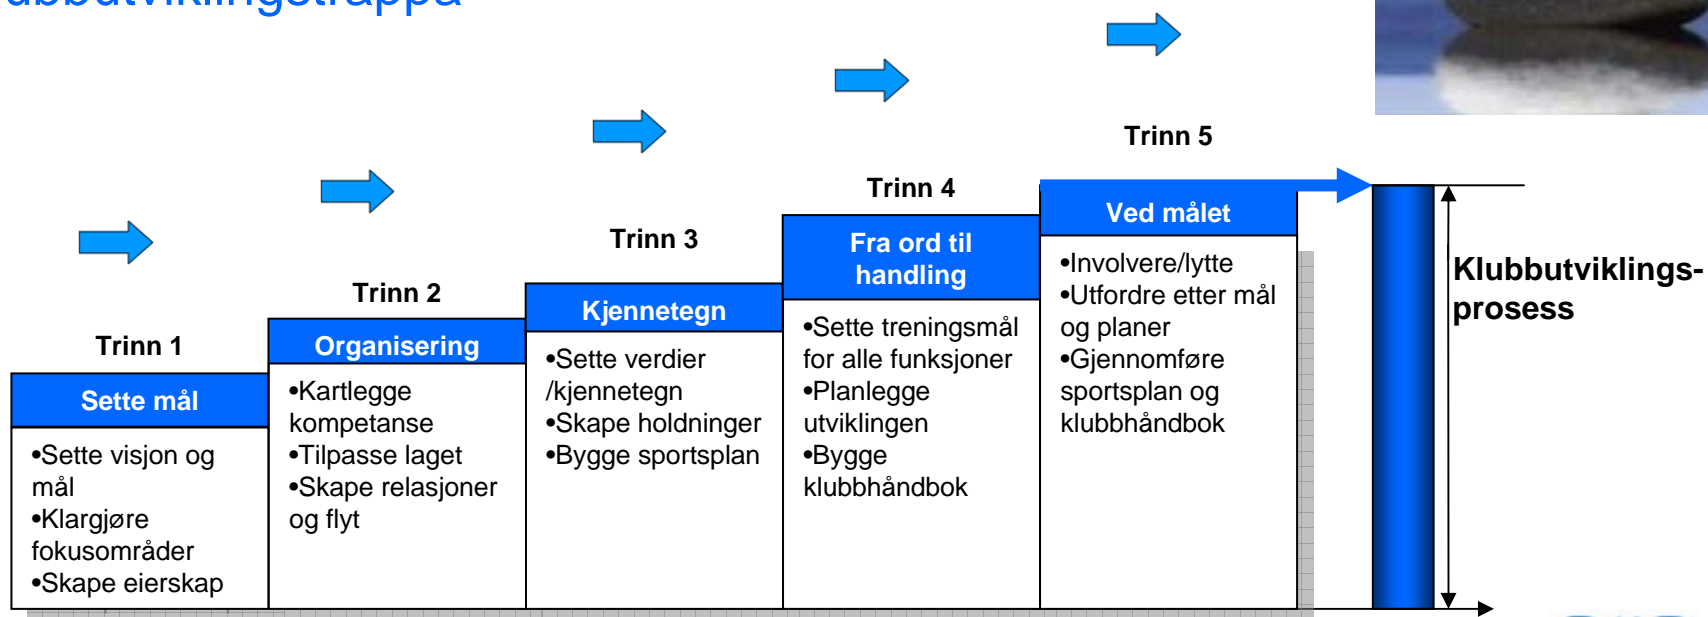 ubbutviklingstrappa
Trinn 1
Sette mål
•Sette visjon og
mål
•Klargjøre
fokusområder
•Skape eierskap
Trinn 2
Organisering
•Kartlegge
kompetanse
•Tilpasse laget
•Skape relasjoner
og flyt
Trinn 3
Kjennetegn
•Sette verdier
/kjennetegn
•Skape holdninger
•Bygge sportsplan
Trinn 4
Fra ord til
handling
•Sette treningsmål
for alle funksjoner
•Planlegge
utviklingen
•Bygge
klubbhåndbok
Trinn 5
Ved målet
•Involvere/lytte
•Utfordre etter mål
og planer
•Gjennomføre
sportsplan og
klubbhåndbok
Klubbutviklings-
prosess